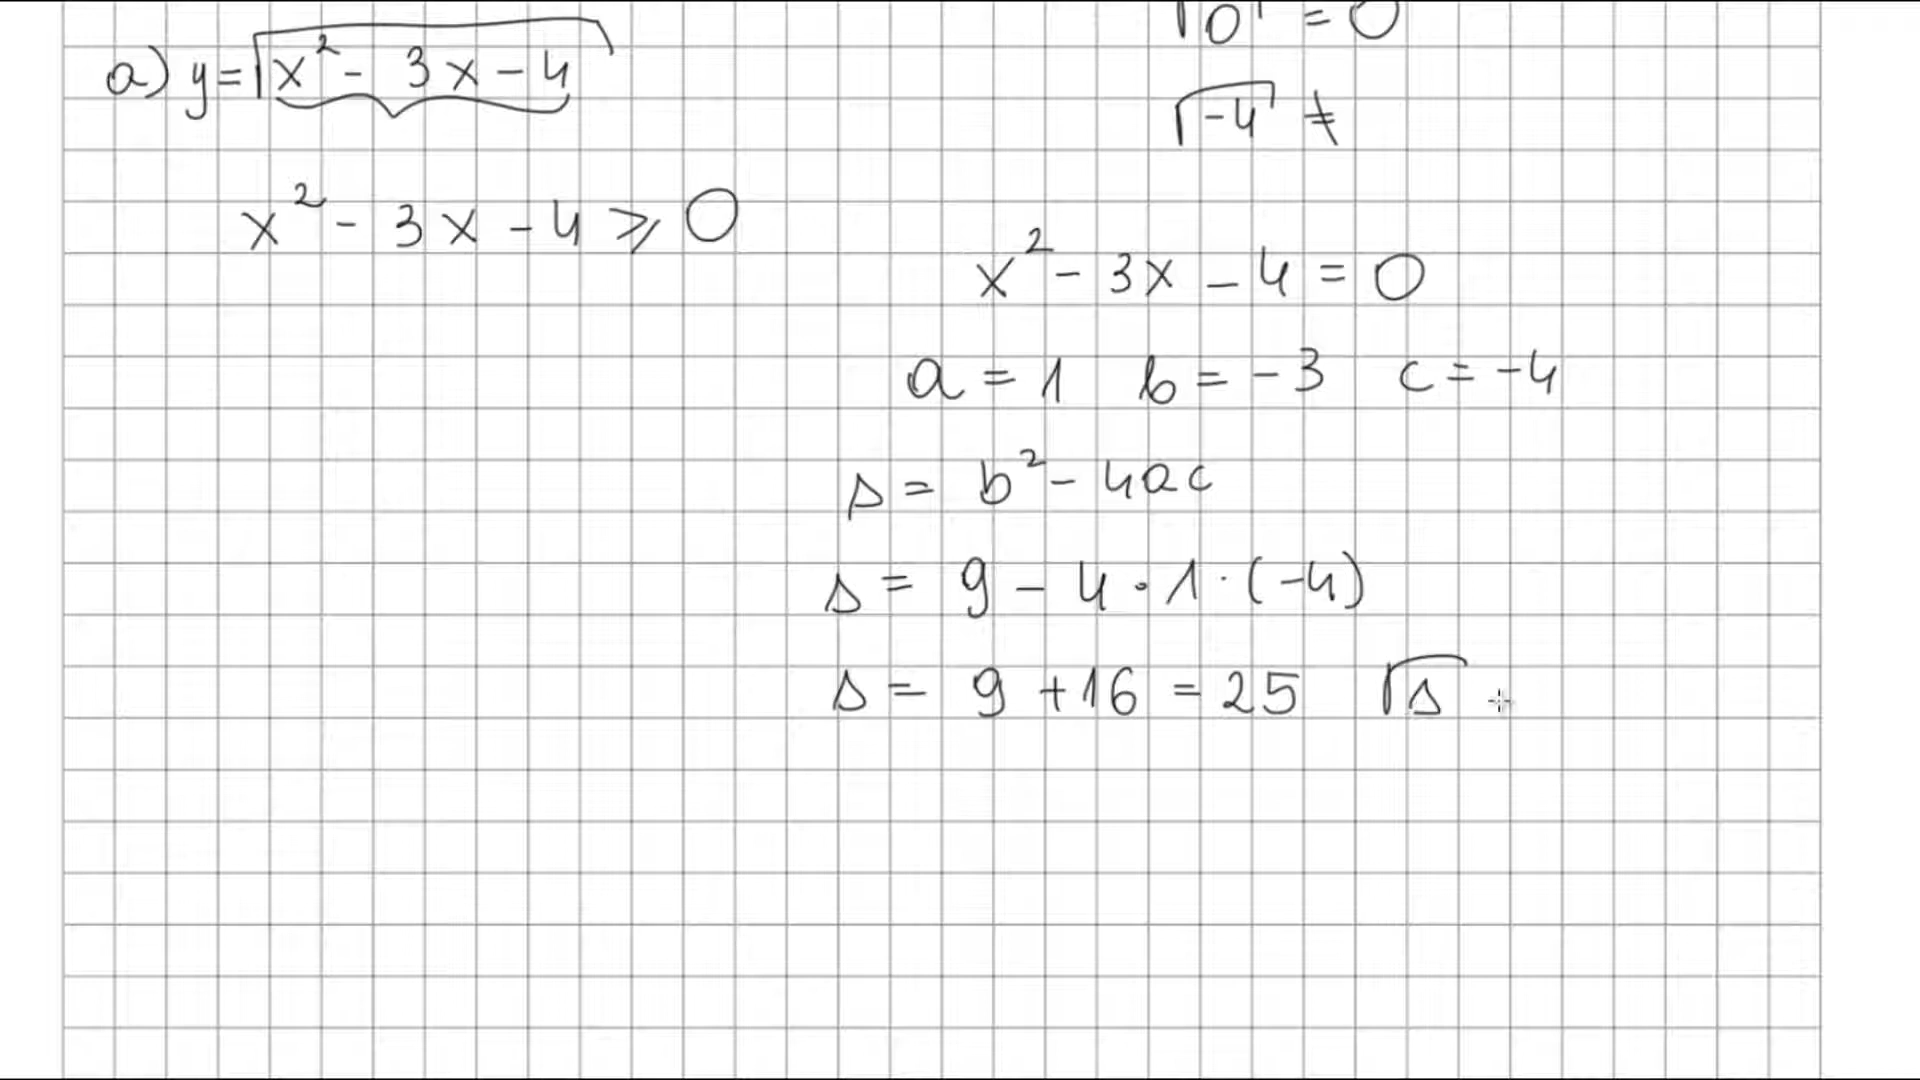 √0 = 0
a) y = √x² - 3x - 4
√-4 ≠
x² - 3x - 4 ⩾ 0
x² - 3x - 4 = 0
a = 1 b = -3 c = -4
Δ = b² - 4ac
Δ = 9 - 4 · 1 · (-4)
Δ = 9 + 16 = 25 √Δ